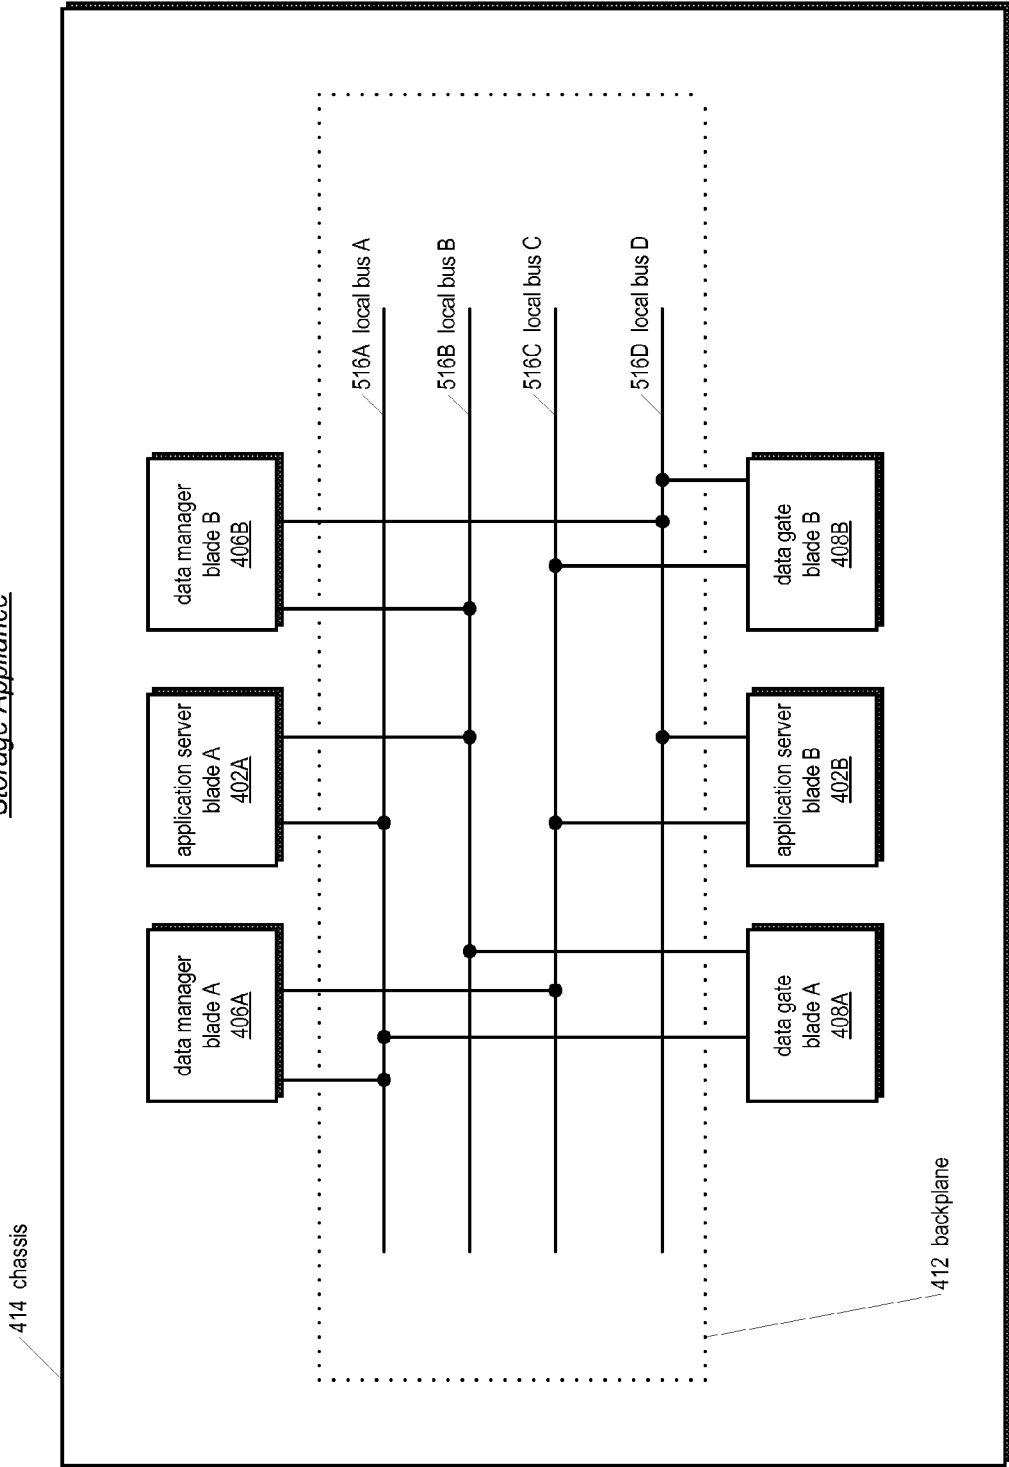 Storage Appliance
414 chassis
data manager
blade A
406A
application server
blade A
402A
data manager
blade B
406B
516A local bus A
516B local bus B
516C local bus C
516D local bus D
data gate
blade A
408A
application server
blade B
402B
data gate
blade B
408B
412 backplane